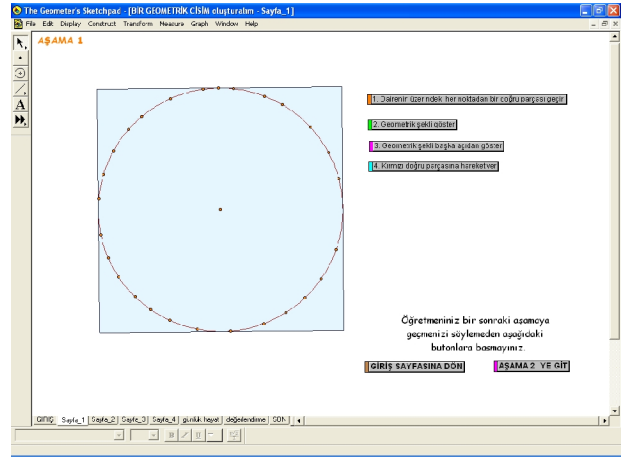 The Geometer's Sketchpad - [BİR GEOMETRİK CİSİM oluşturalım - Sayfa_1]
File Edit Display Construct Transform Measure Graph Window Help
AŞAMA 1
1. Dairenin üzerindek her noktadan bir doğru parçası geçir
2. Geometrik şekli göster
3. Geometrik şekli başka açıdan göster
4. Kırmızı doğru parçasına hareket ver
A
Öğretmeniniz bir sonraki aşamaya
geçmenizi söylemeden aşağıdaki
butonlara basmayınız.
GİRİŞ SAYFASINA DÖN
AŞAMA 2 YE GİT
GİRİŞ Sayfa_1 Sayfa_2 Sayfa_3 Sayfa_4 günlük hayat değerlendirme SON
B I U